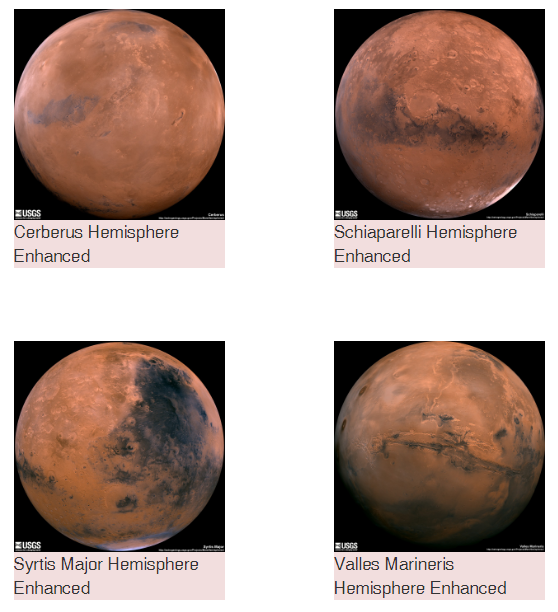 USGS
Cerberus
Cerberus Hemisphere
Enhanced
USGS
Schiaparelli
Schiaparelli Hemisphere
Enhanced
USGS
Syrtis Major
Syrtis Major Hemisphere
Enhanced
USGS
Valles Marineris
Valles Marineris
Hemisphere Enhanced